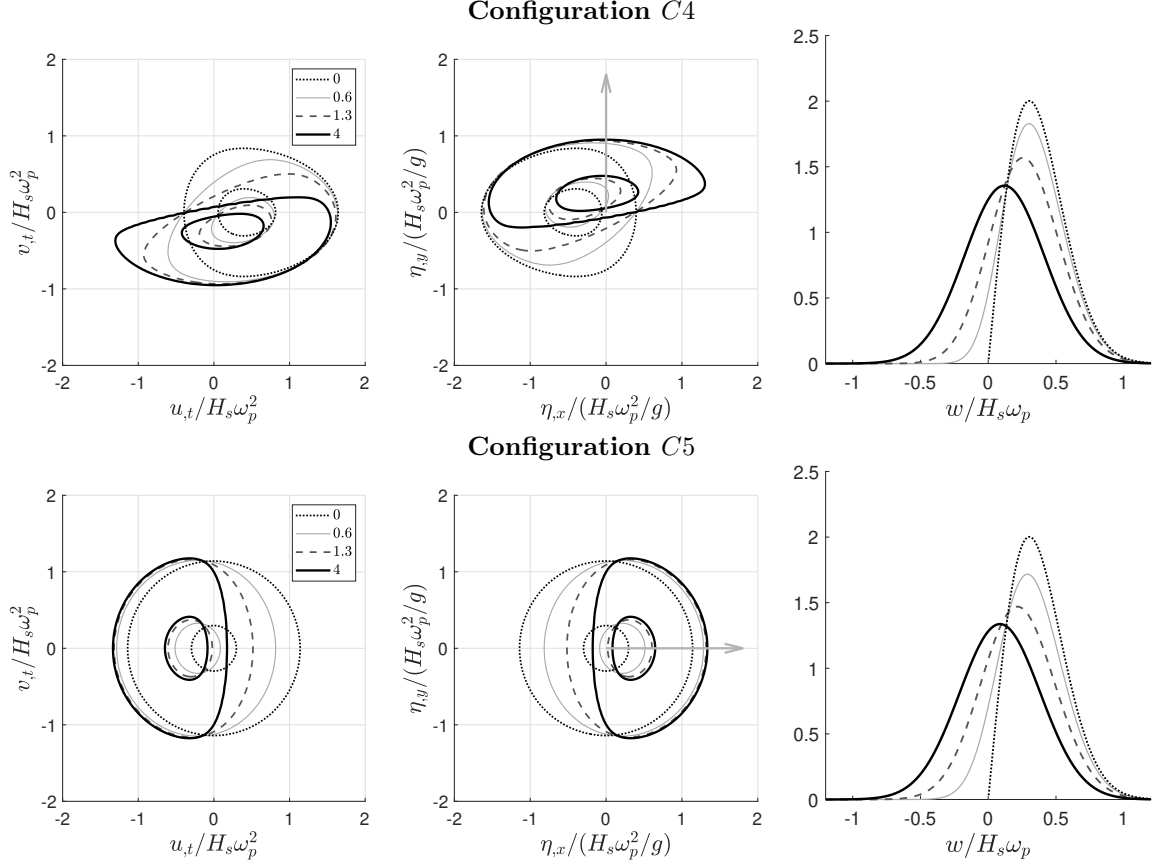 Configuration C4
2
1
0
-1
-2
-2 -1 0 1 2
v,t/Hsωp²
u,t/Hsωp²
0
0.6
1.3
4
2
1
0
-1
-2
-2 -1 0 1 2
η,y/(Hsωp²/g)
η,x/(Hsωp²/g)
2.5
2
1.5
1
0.5
0
-1 -0.5 0 0.5 1
w/Hsωp
Configuration C5
2
1
0
-1
-2
-2 -1 0 1 2
v,t/Hsωp²
u,t/Hsωp²
0
0.6
1.3
4
2
1
0
-1
-2
-2 -1 0 1 2
η,y/(Hsωp²/g)
η,x/(Hsωp²/g)
2.5
2
1.5
1
0.5
0
-1 -0.5 0 0.5 1
w/Hsωp